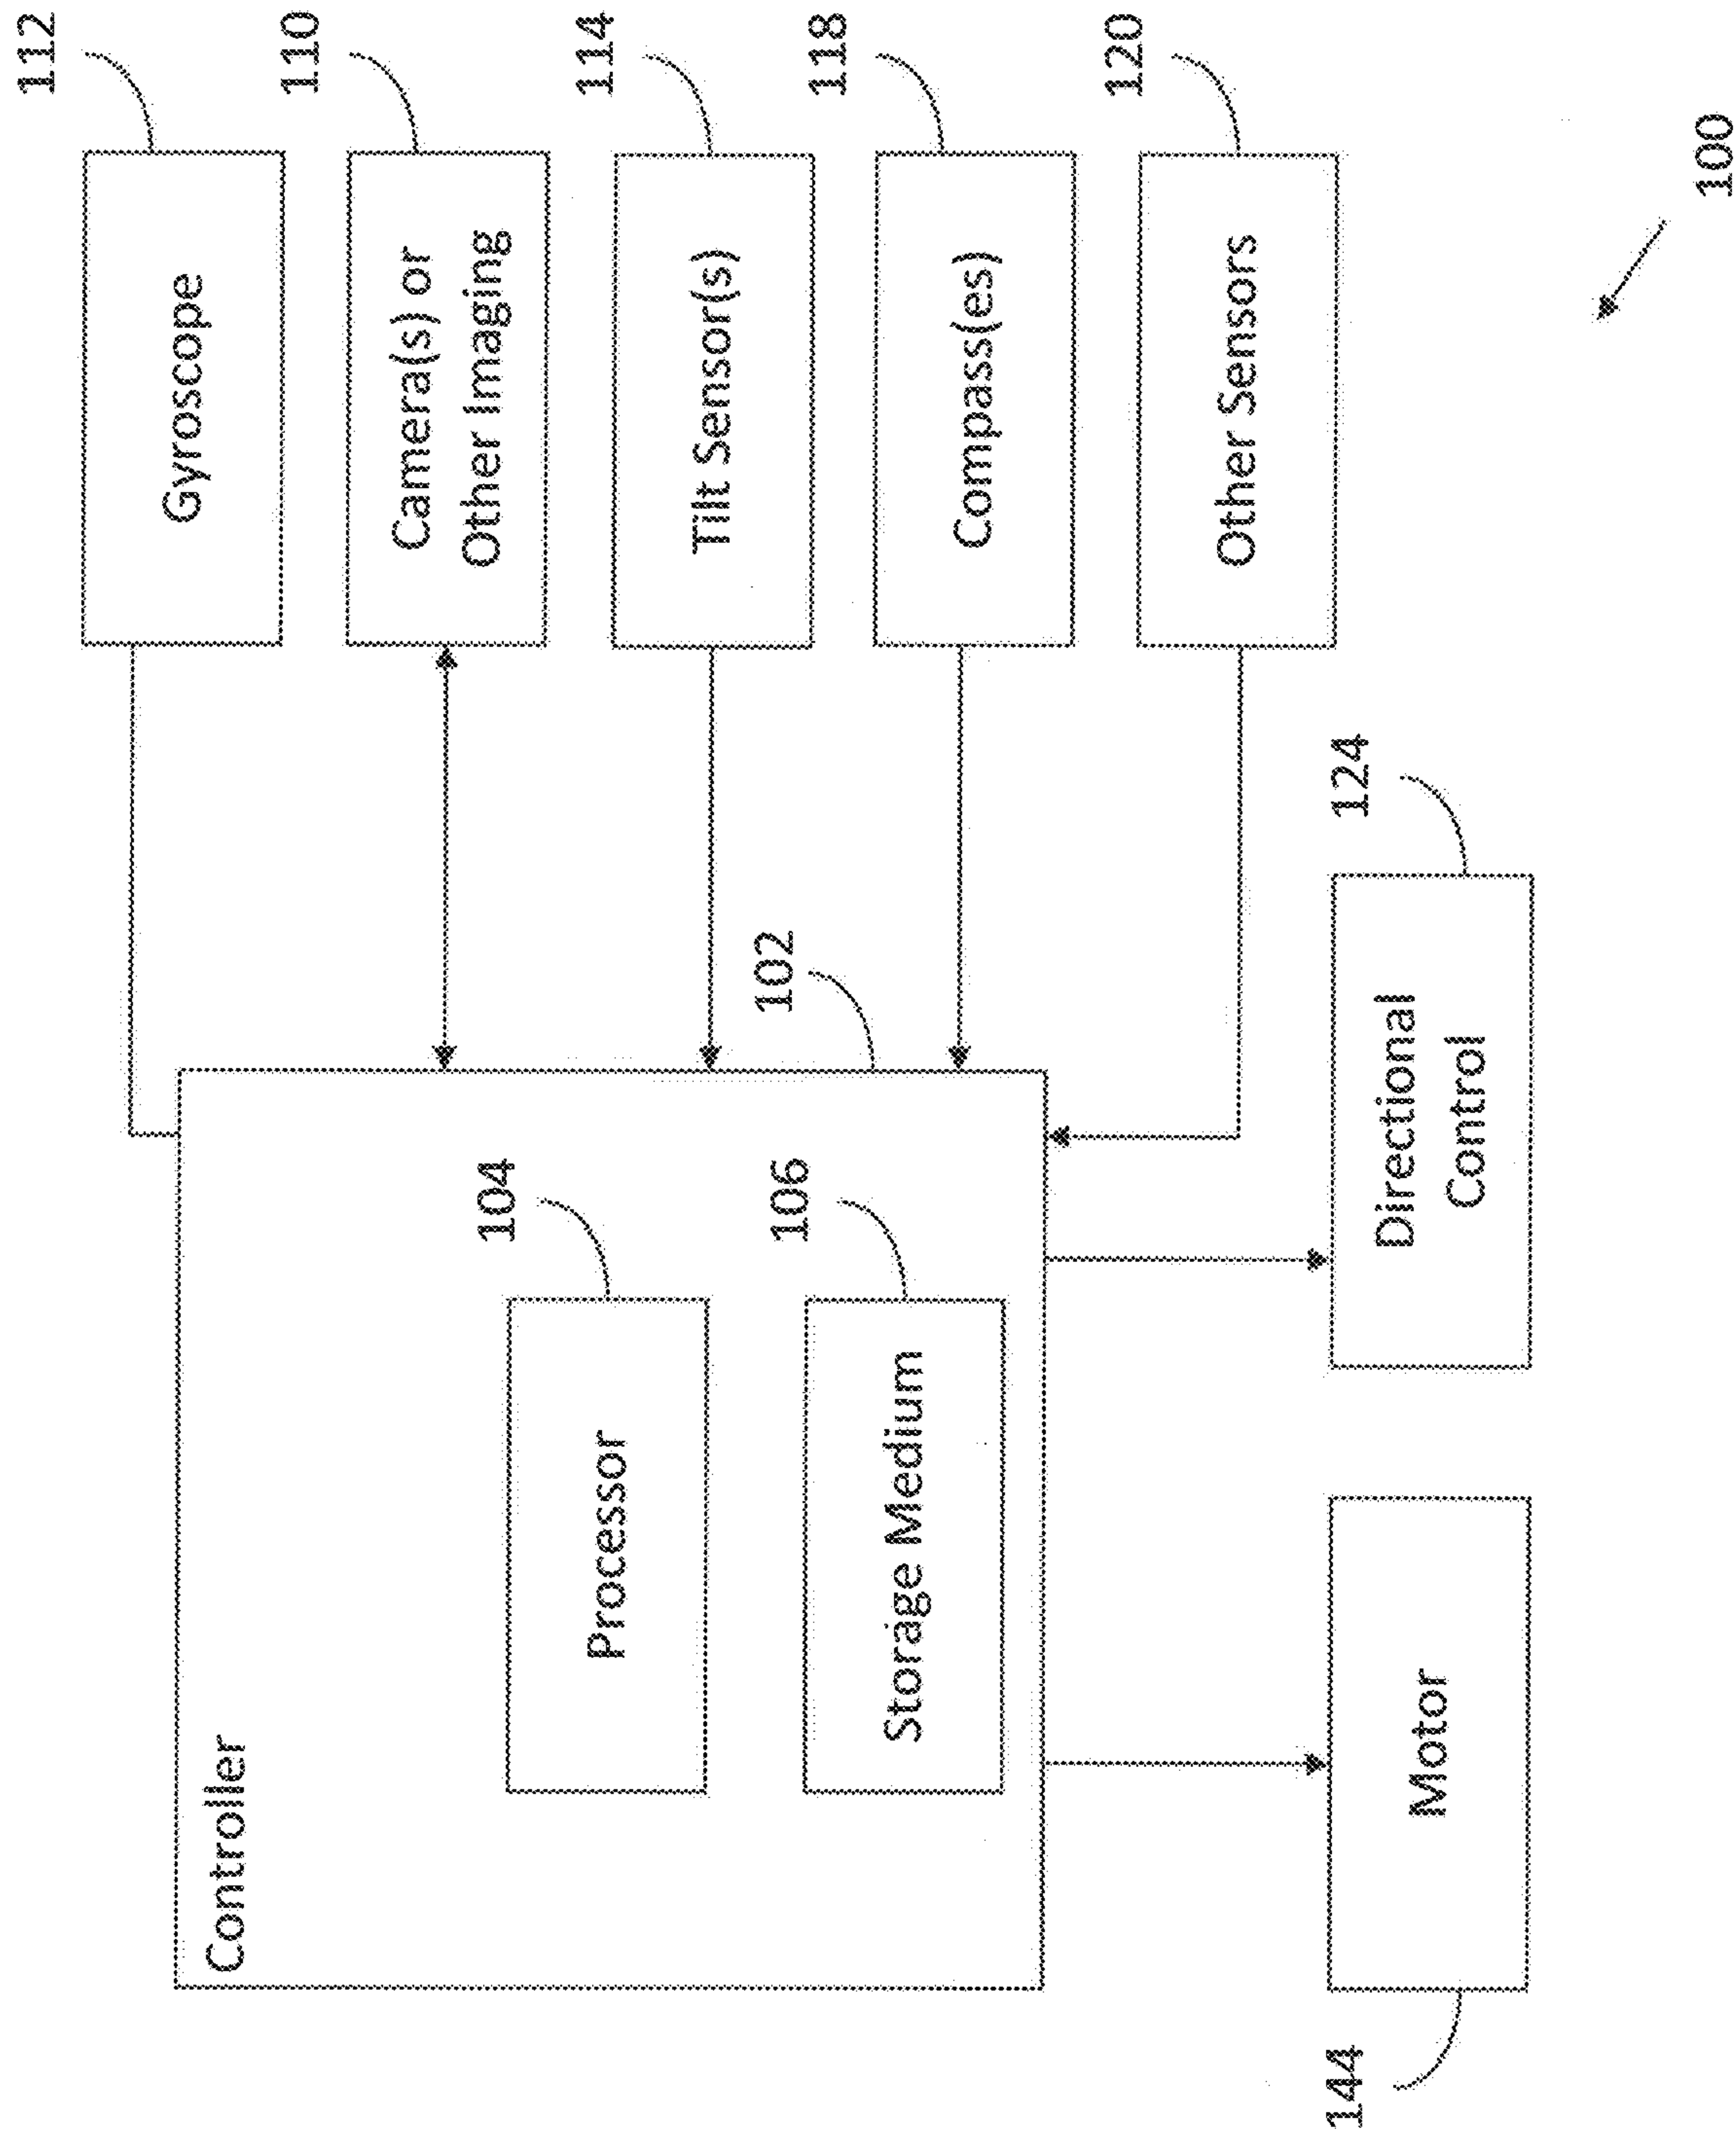 Controller
Processor
104
Storage Medium
106
102
Gyroscope
112
Camera(s) or
Other Imaging
110
Tilt Sensor(s)
114
Compass(es)
118
Other Sensors
120
Motor
144
Directional
Control
124
100